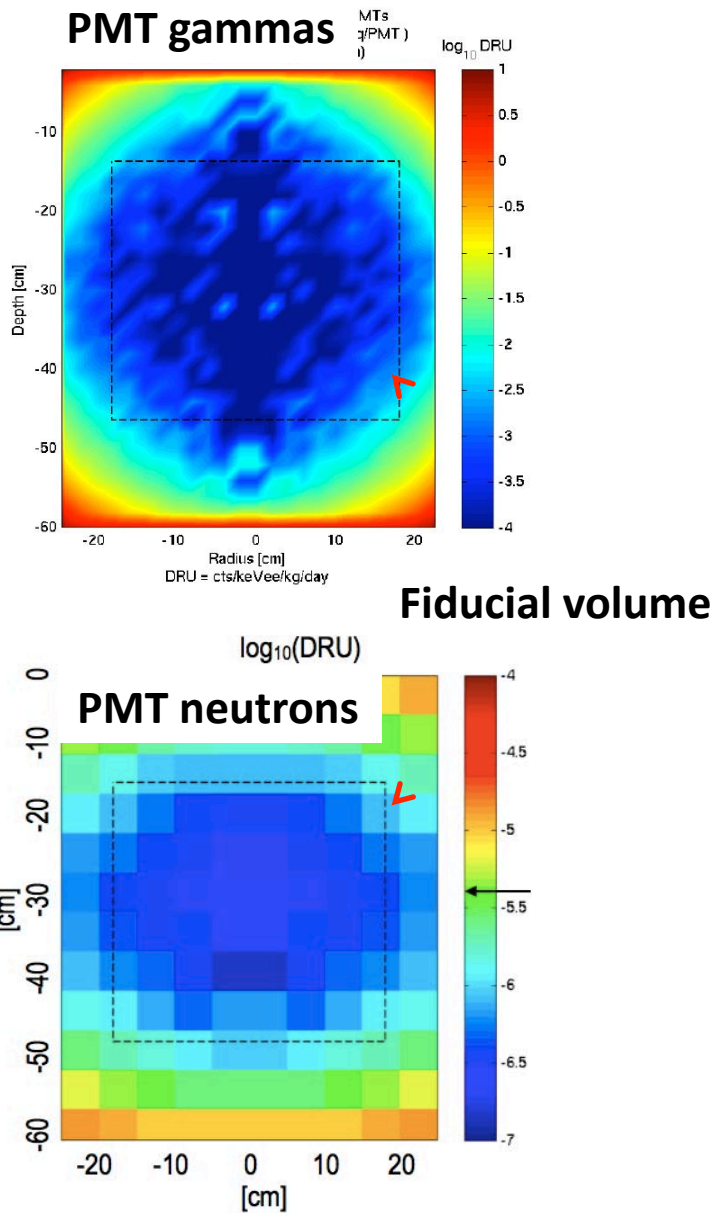 PMT gammas
MTs
q/PMT )
log₁₀ DRU
-10
-20
-30
-40
-50
-60
Depth [cm]
-20 -10 0 10 20
Radius [cm]
DRU = cts/keVee/kg/day
1
0.5
0
-0.5
-1
-1.5
-2
-2.5
-3
-3.5
-4
Fiducial volume
log₁₀(DRU)
PMT neutrons
0
-10
-20
-30
-40
-50
-60
[cm]
-20 -10 0 10 20
[cm]
-4
-4.5
-5
-5.5
-6
-6.5
-7